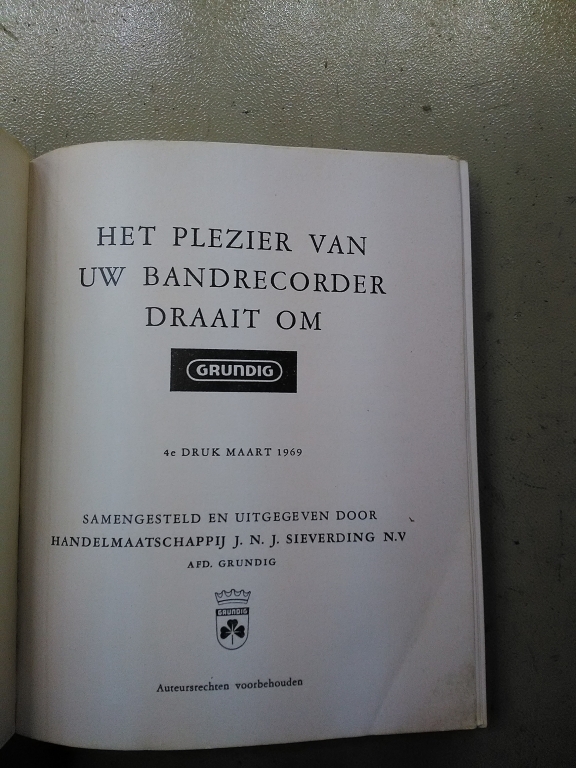 HET PLEZIER VAN
UW BANDRECORDER
DRAAIT OM
GRUNDIG
4e DRUK MAART 1969
SAMENGESTELD EN UITGEGEVEN DOOR
HANDELMAATSCHAPPIJ J. N. J. SIEVERDING N.V
AFD. GRUNDIG
GRUNDIG
Auteursrechten voorbehouden